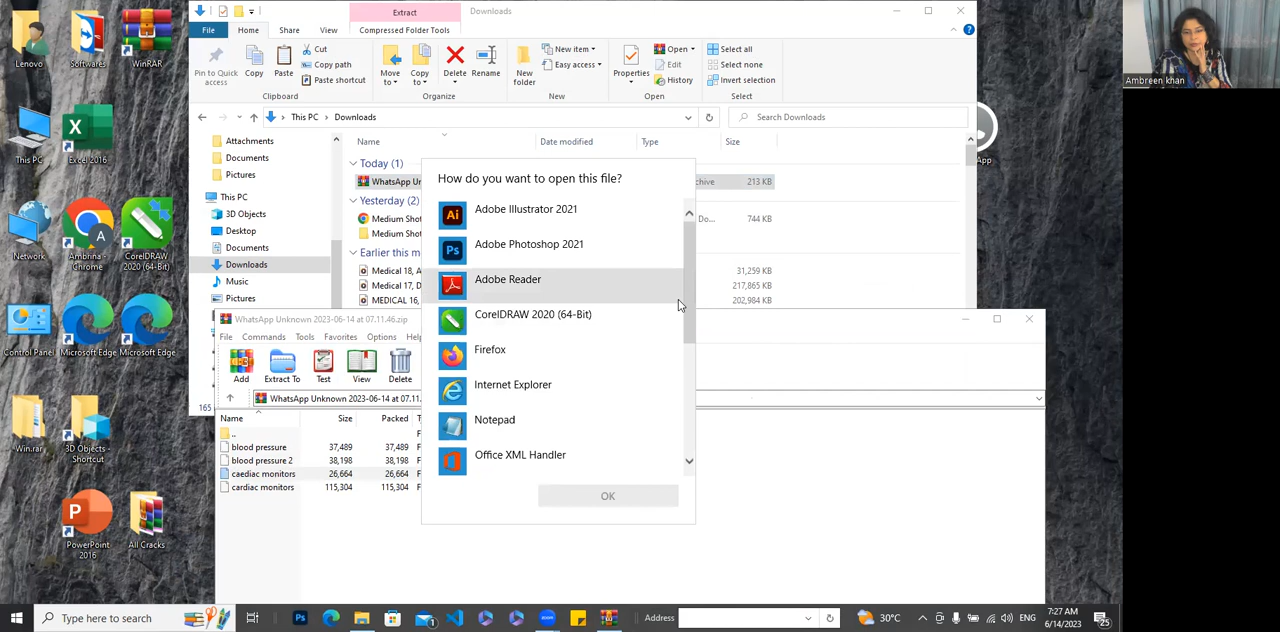 Extract
Downloads
File
Home
Share
View
Compressed Folder Tools
Pin to Quick access
Copy
Paste
Cut
Copy path
Paste shortcut
Clipboard
Move to
Copy to
Delete
Rename
Organize
New folder
New item
Easy access
New
Properties
Open
Edit
History
Open
Select all
Select none
Invert selection
Select
This PC > Downloads
Search Downloads
Attachments
Documents
Pictures
This PC
3D Objects
Desktop
Documents
Downloads
Music
Pictures
Name
Date modified
Type
Size
Today (1)
WhatsApp Un
chive
213 KB
Yesterday (2)
Medium Shot
Do...
744 KB
Medium Shot
Earlier this m
Medical 18, A
31,259 KB
Medical 17, D
217,865 KB
MEDICAL 16,
202,984 KB
165
How do you want to open this file?
Adobe Illustrator 2021
Adobe Photoshop 2021
Adobe Reader
CorelDRAW 2020 (64-Bit)
Firefox
Internet Explorer
Notepad
Office XML Handler
OK
WhatsApp Unknown 2023-06-14 at 07.11.46.zip
File
Commands
Tools
Favorites
Options
Help
Add
Extract To
Test
View
Delete
WhatsApp Unknown 2023-06-14 at 07.11.
Name
Size
Packed
..
blood pressure 37,489 37,489 F
blood pressure 2 38,198 38,198 F
caediac monitors 26,664 26,664 F
cardiac monitors 115,304 115,304 F
Lenovo
Softwares
WinRAR
This PC
Excel 2016
Network
Ambrina - Chrome
CorelDRAW 2020 (64-Bit)
Control Panel
Microsoft Edge
Microsoft Edge
Win.rar
3D Objects - Shortcut
PowerPoint 2016
All Cracks
App
Ambreen khan
Type here to search
Address
30°C
ENG
7:27 AM
6/14/2023
25